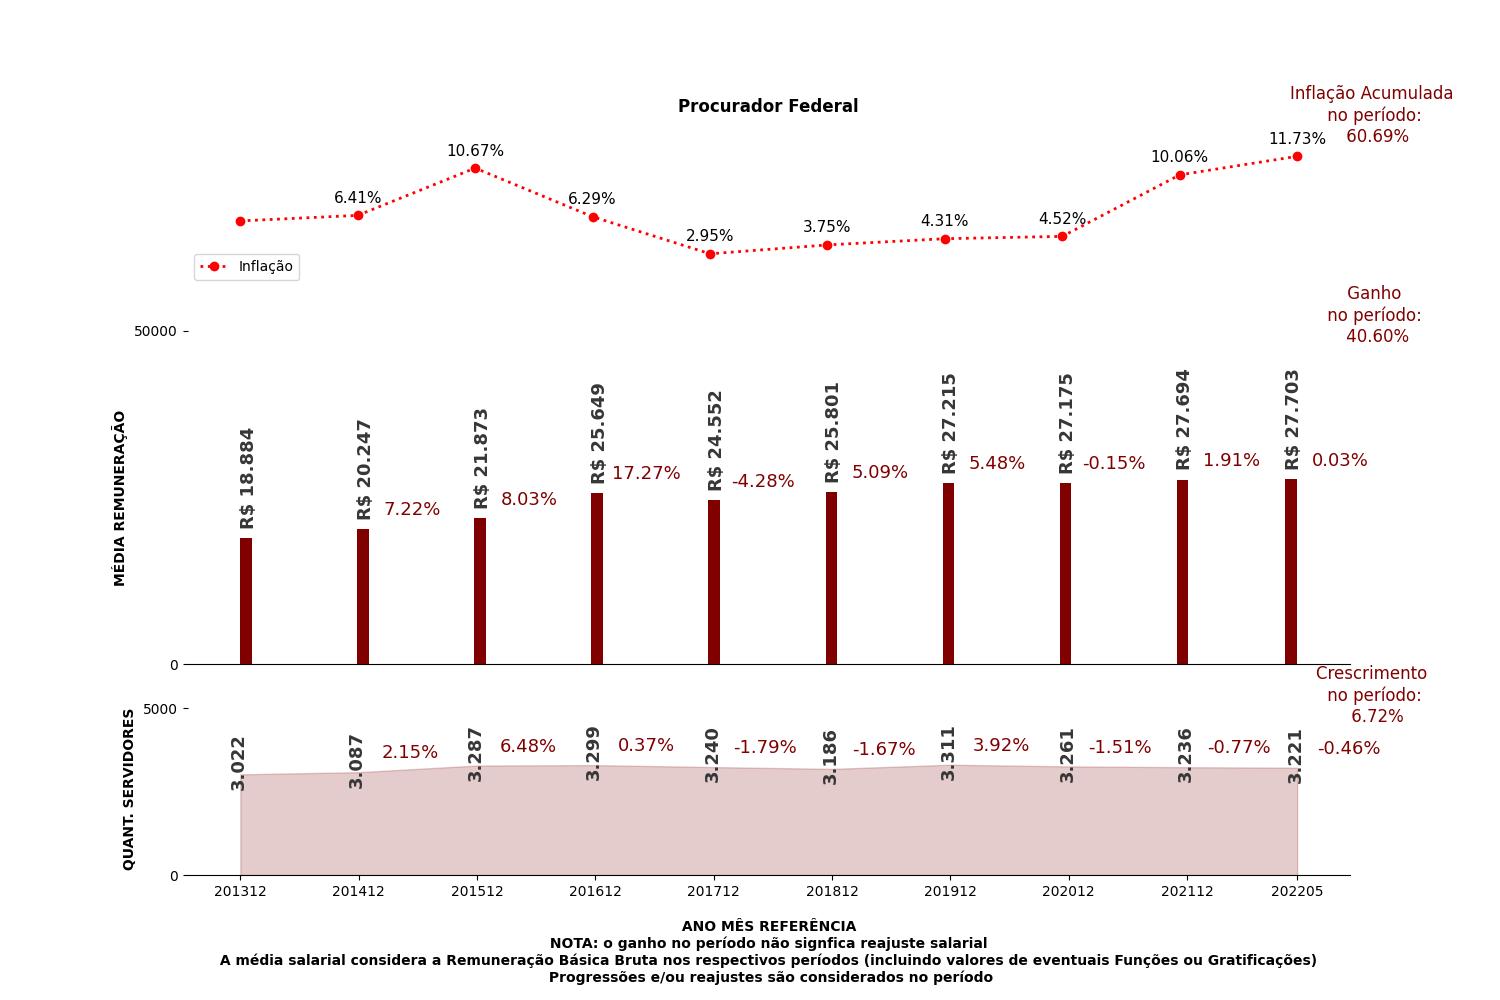 Procurador Federal
Inflação Acumulada
no período:
60.69%
6.41%
10.67%
6.29%
2.95%
3.75%
4.31%
4.52%
10.06%
11.73%
Inflação
Ganho
no período:
40.60%
50000
0
MÉDIA REMUNERAÇÃO
R$ 18.884
R$ 20.247
R$ 21.873
R$ 25.649
R$ 24.552
R$ 25.801
R$ 27.215
R$ 27.175
R$ 27.694
R$ 27.703
7.22%
8.03%
17.27%
-4.28%
5.09%
5.48%
-0.15%
1.91%
0.03%
Crescrimento
no período:
6.72%
5000
0
QUANT. SERVIDORES
3.022
3.087
3.287
3.299
3.240
3.186
3.311
3.261
3.236
3.221
2.15%
6.48%
0.37%
-1.79%
-1.67%
3.92%
-1.51%
-0.77%
-0.46%
201312
201412
201512
201612
201712
201812
201912
202012
202112
202205
ANO MÊS REFERÊNCIA
NOTA: o ganho no período não signfica reajuste salarial
A média salarial considera a Remuneração Básica Bruta nos respectivos períodos (incluindo valores de eventuais Funções ou Gratificações)
Progressões e/ou reajustes são considerados no período